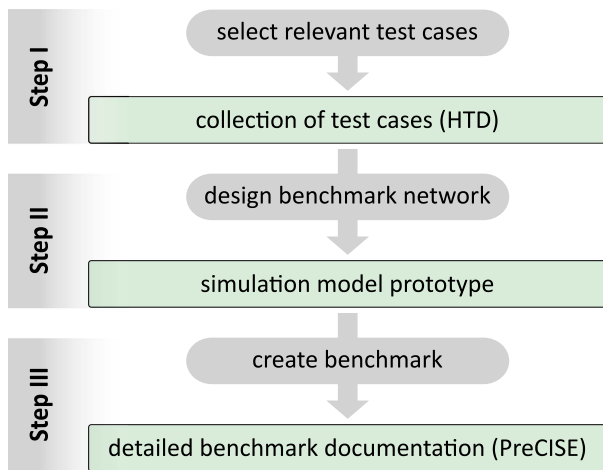 Step I
select relevant test cases
collection of test cases (HTD)
Step II
design benchmark network
simulation model prototype
Step III
create benchmark
detailed benchmark documentation (PreCISE)